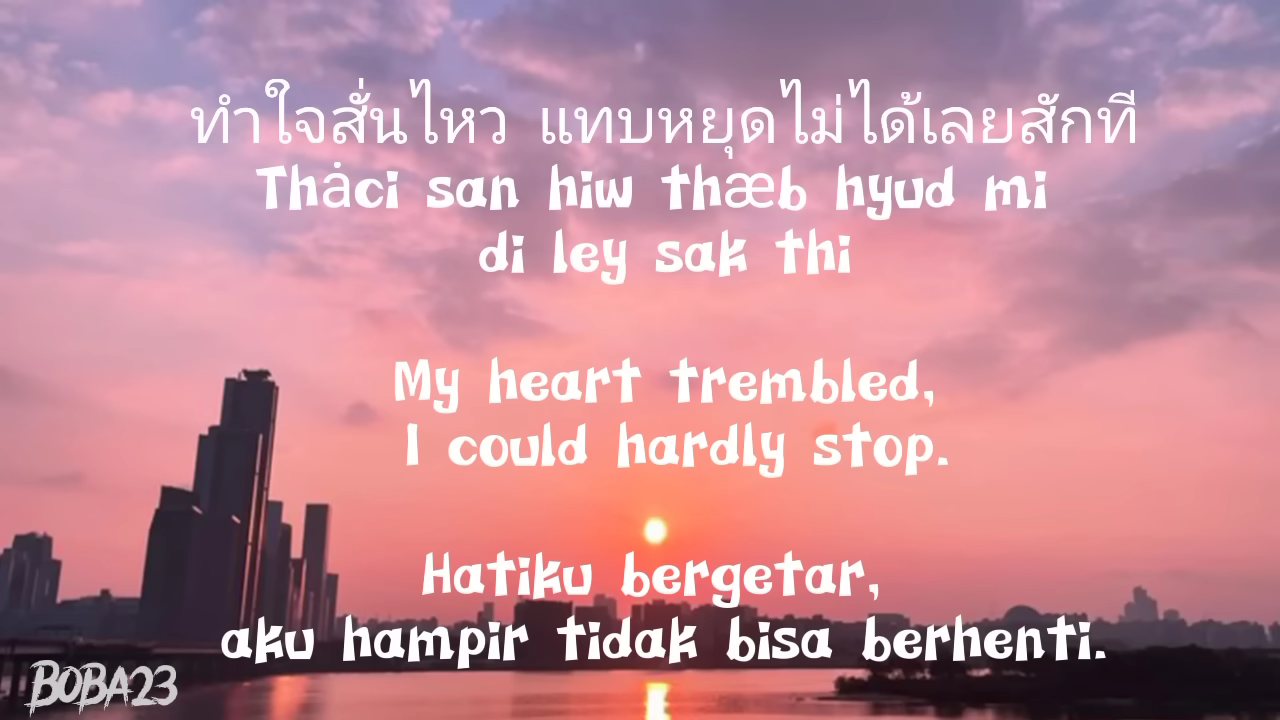 ทำใจสั่นไหว แทบหยุดไม่ได้เลยสักที
Thảci san hiw thæb hyud mi
di ley sak thi
My heart trembled,
I could hardly stop.
Hatiku bergetar,
aku hampir tidak bisa berhenti.
BOBA23